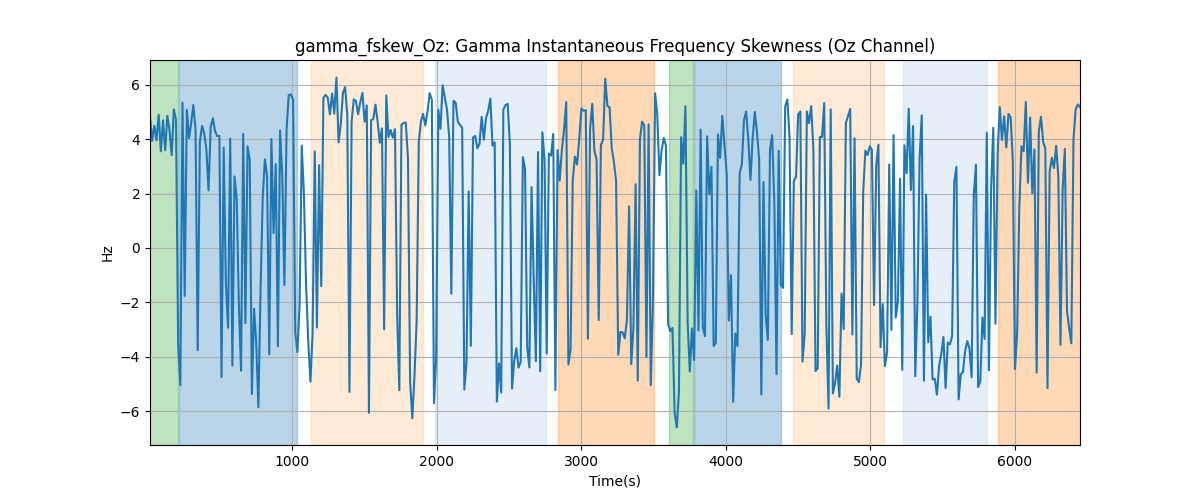 gamma_fskew_Oz: Gamma Instantaneous Frequency Skewness (Oz Channel)
6
4
2
0
−2
−4
−6
Hz
1000 2000 3000 4000 5000 6000
Time(s)